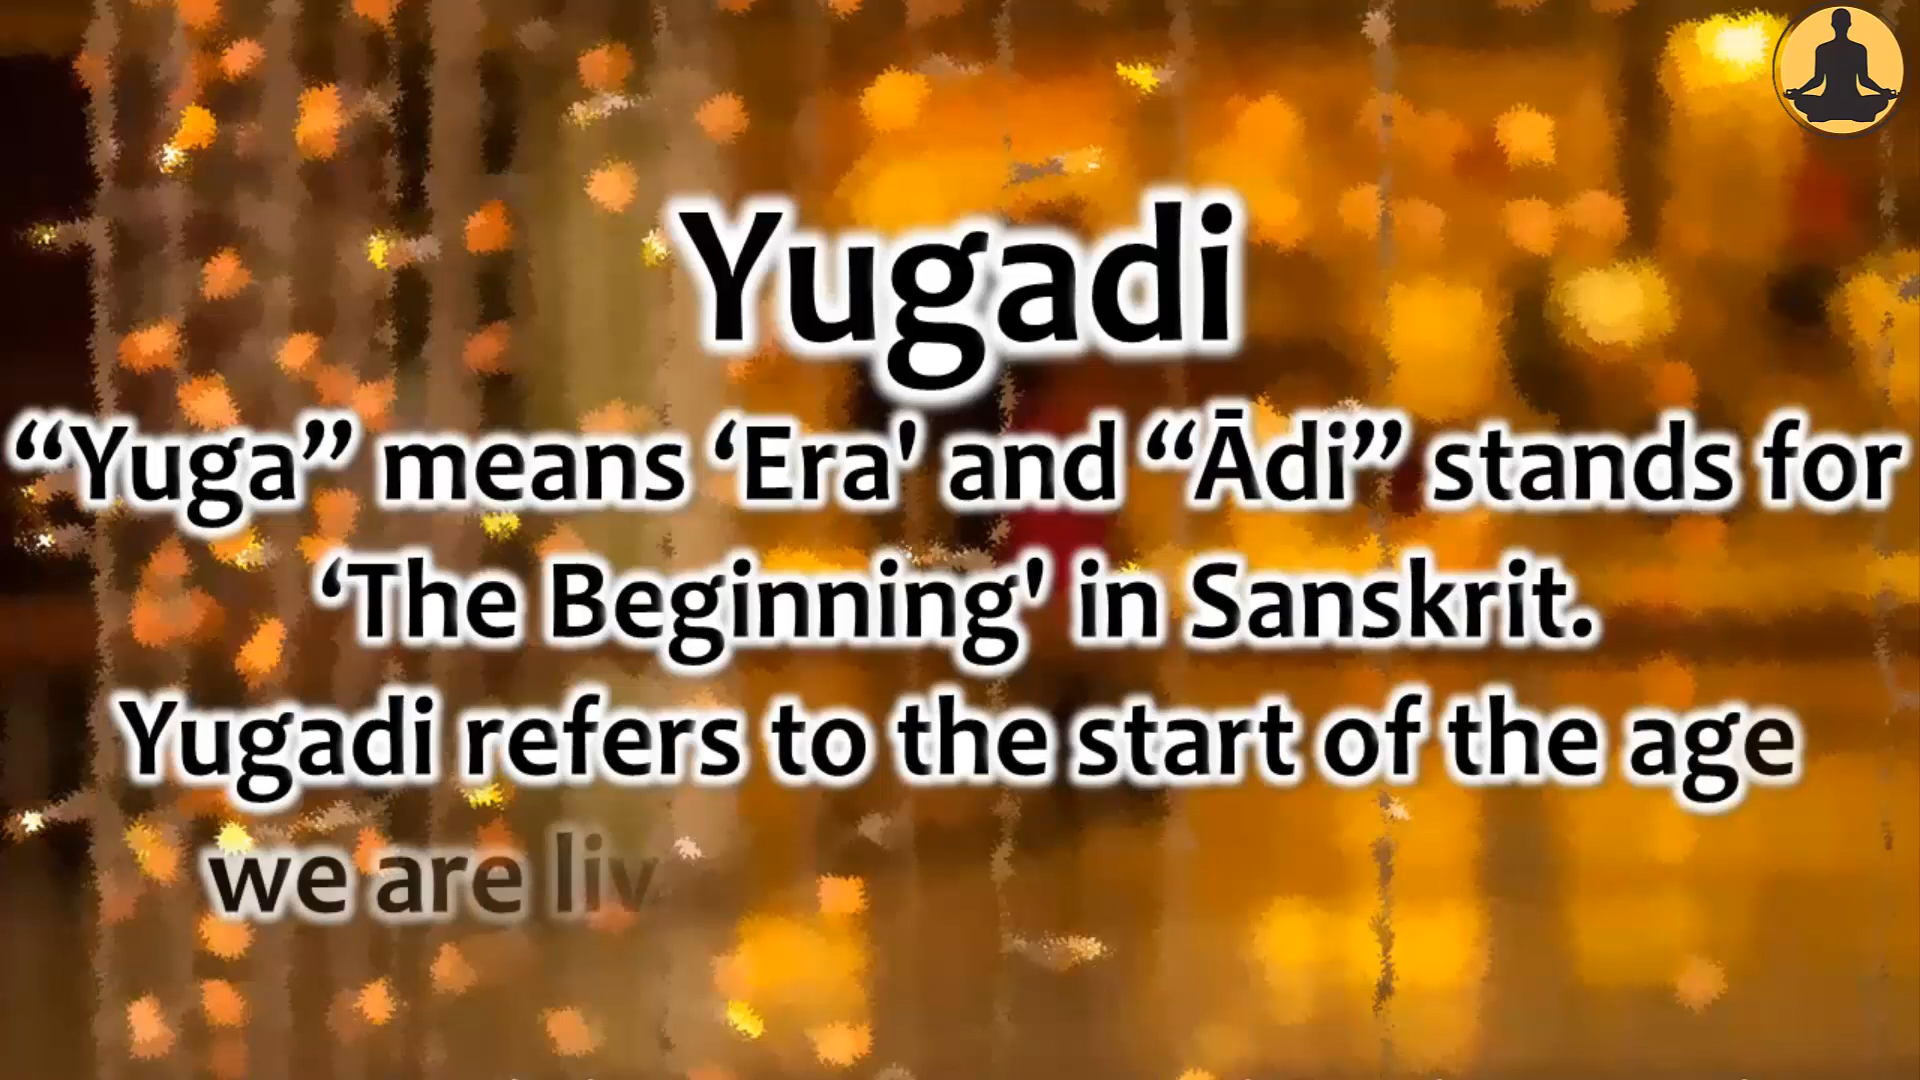 Yugadi
“Yuga” means ‘Era' and “Ādi” stands for
‘The Beginning' in Sanskrit.
Yugadi refers to the start of the age
we are liv